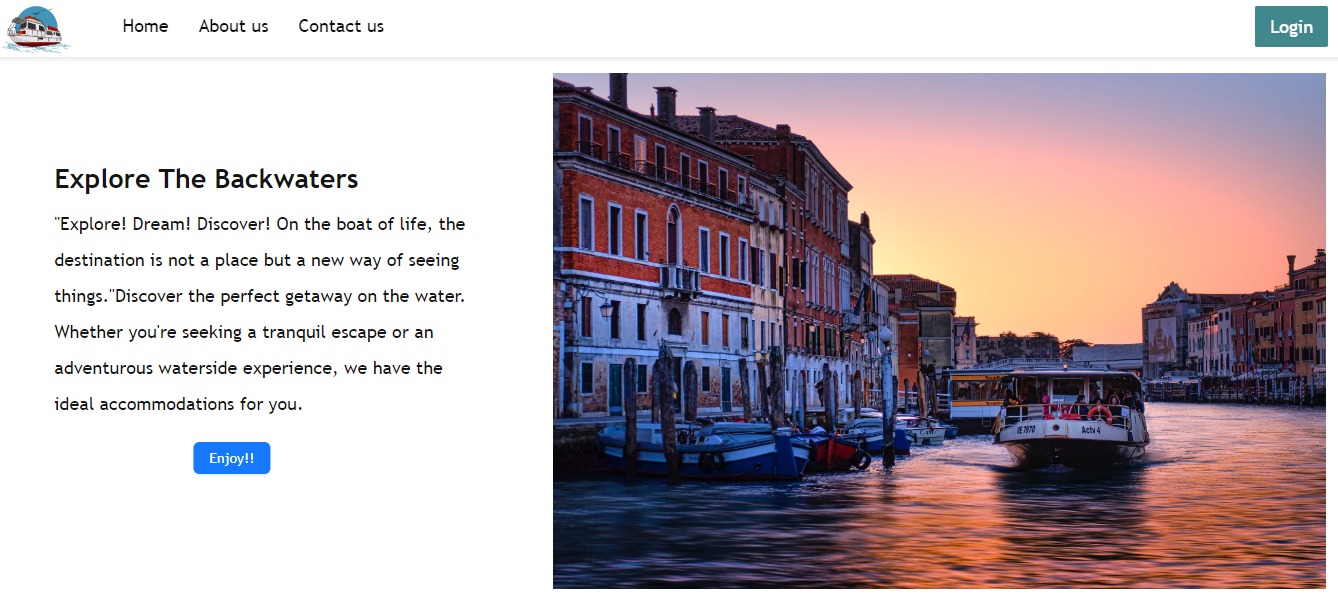 Home About us Contact us Login
Explore The Backwaters
"Explore! Dream! Discover! On the boat of life, the
destination is not a place but a new way of seeing
things."Discover the perfect getaway on the water.
Whether you're seeking a tranquil escape or an
adventurous waterside experience, we have the
ideal accommodations for you.
Enjoy!!
VE 7970 Actv 4